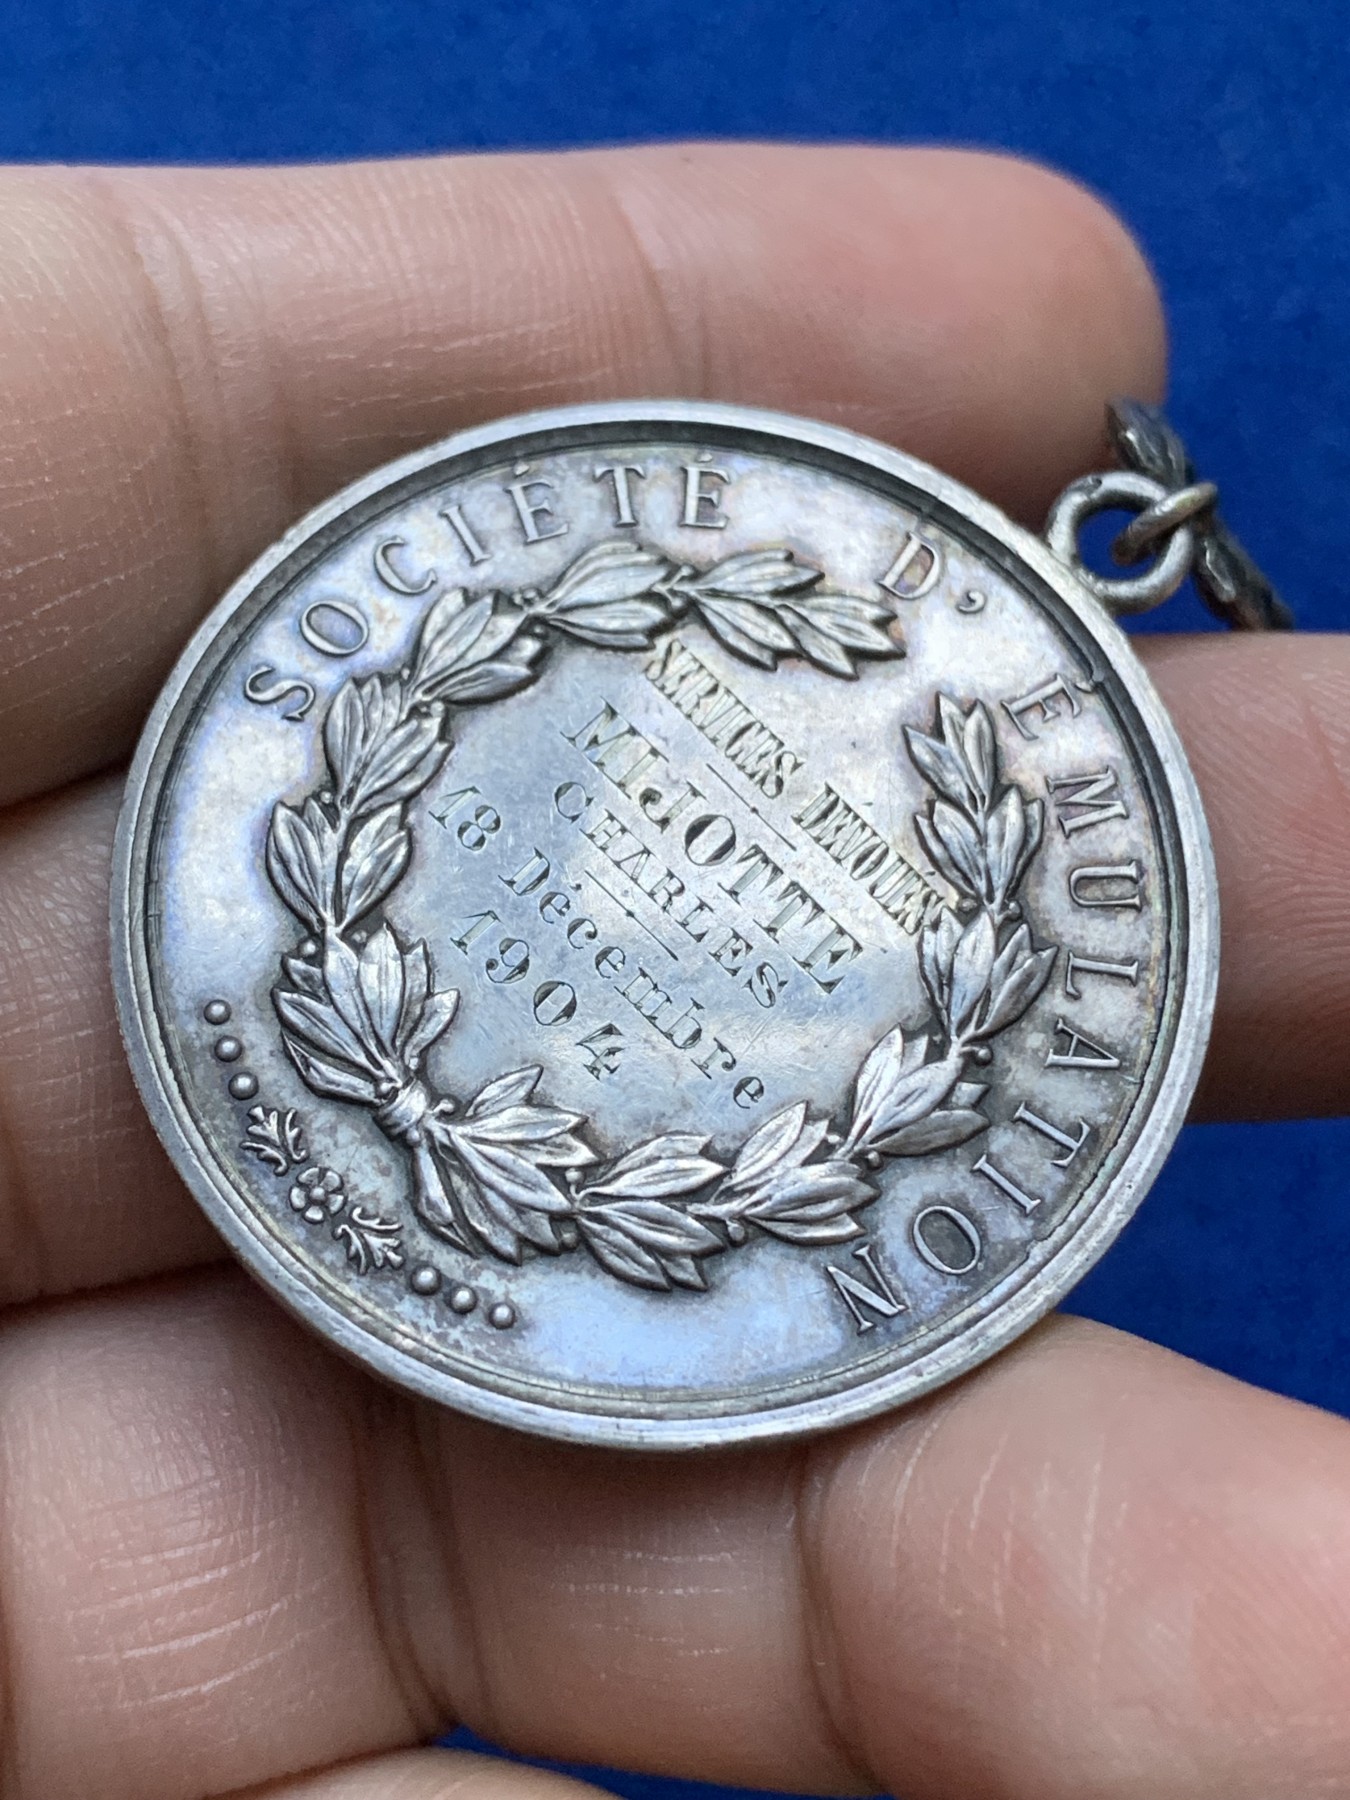 SOCIÉTÉ D'ÉMULATION
SERVICES DÉVOUÉS
MIJOTTE
CHARLES
18 Décembre
1904